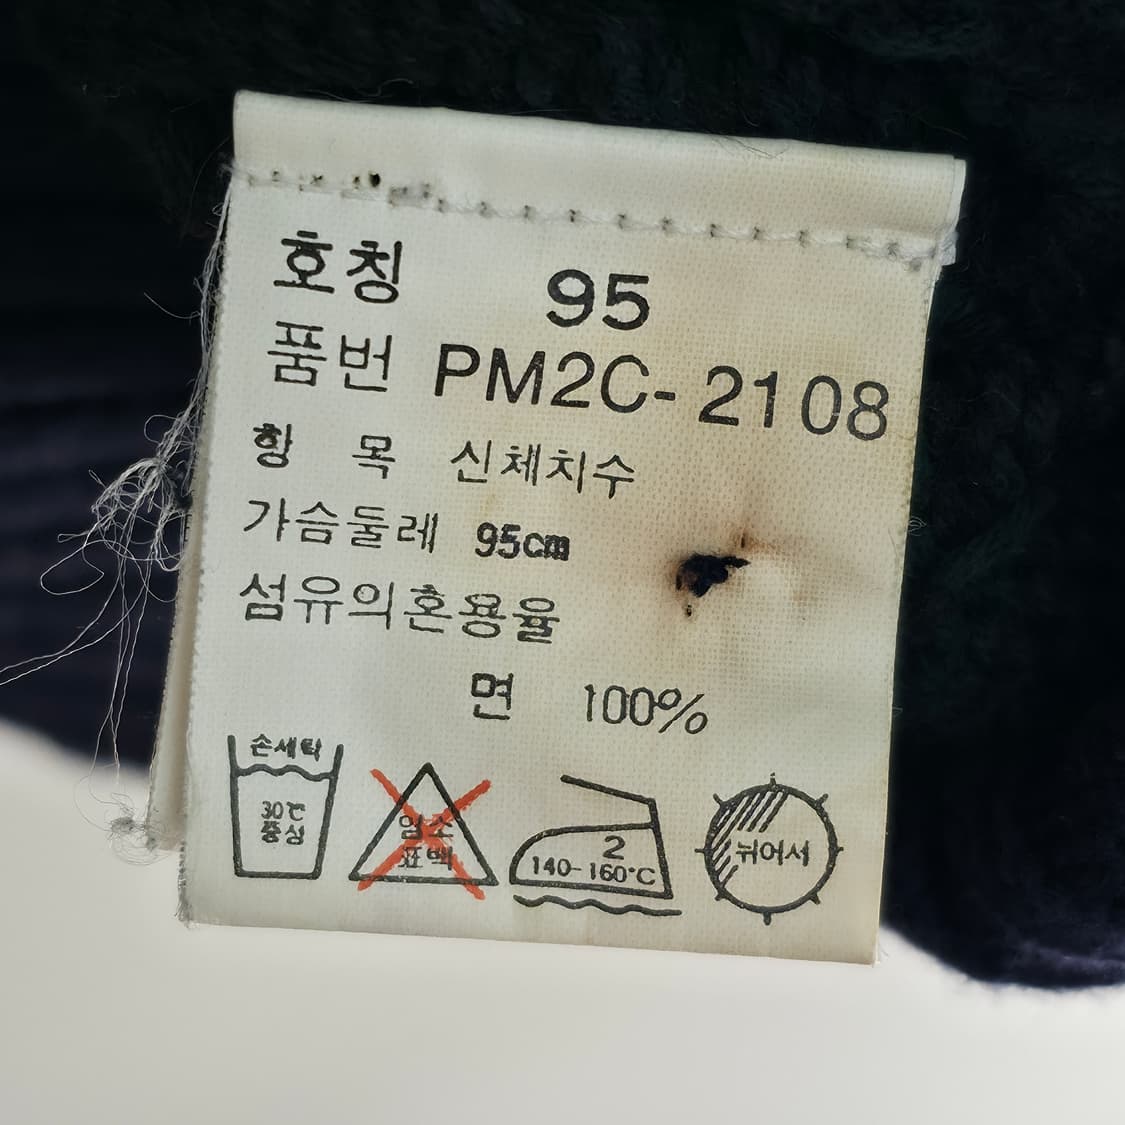 호칭 95
품번 PM2C-2108
항 목 신체치수
가슴둘레 95cm
섬유의혼용율
면 100%
손세탁
30℃
중성
염소
표백
2
140-160℃
뉘어서